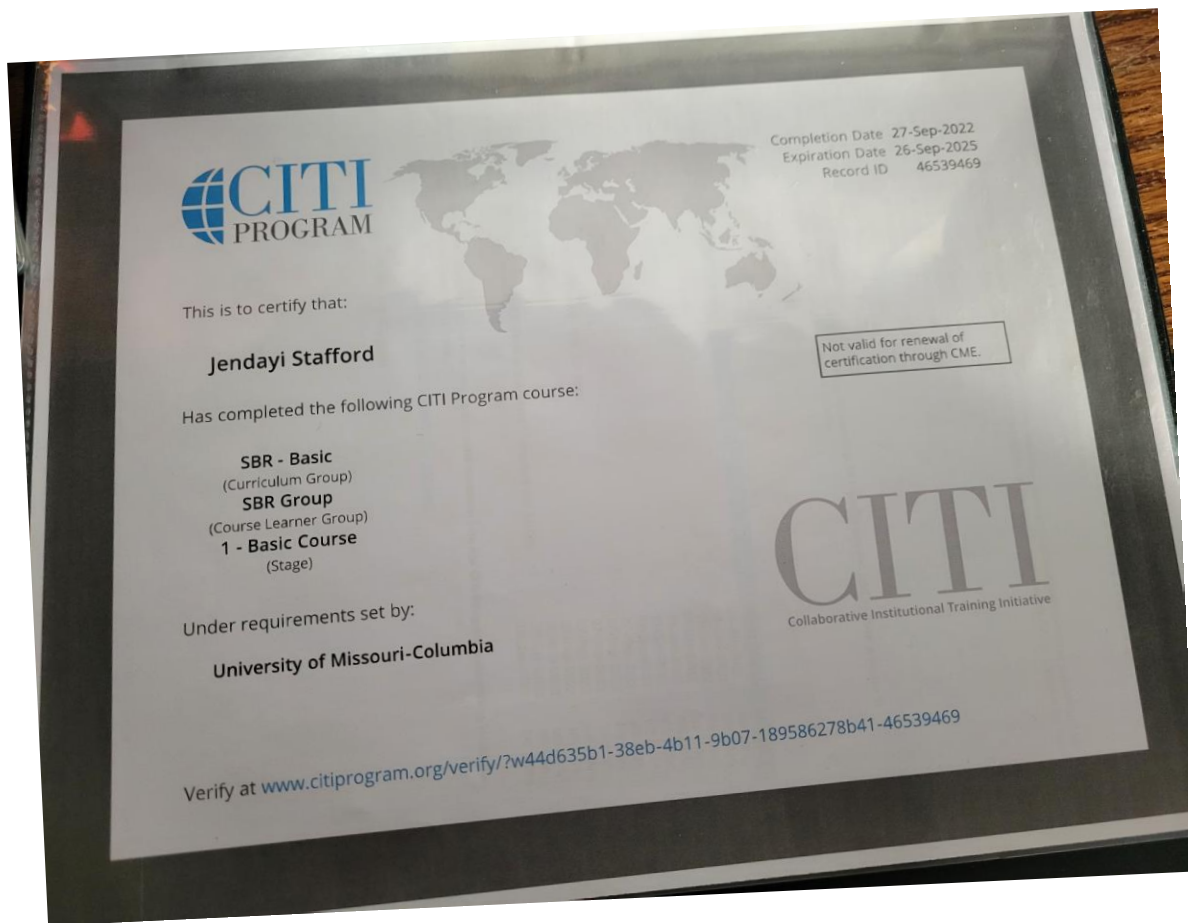 CITI
PROGRAM
Completion Date 27-Sep-2022
Expiration Date 26-Sep-2025
Record ID 46539469
This is to certify that:
Jendayi Stafford
Not valid for renewal of
certification through CME.
Has completed the following CITI Program course:
SBR - Basic
(Curriculum Group)
SBR Group
(Course Learner Group)
1 - Basic Course
(Stage)
Under requirements set by:
University of Missouri-Columbia
CITI
Collaborative Institutional Training Initiative
Verify at www.citiprogram.org/verify/?w44d635b1-38eb-4b11-9b07-189586278b41-46539469